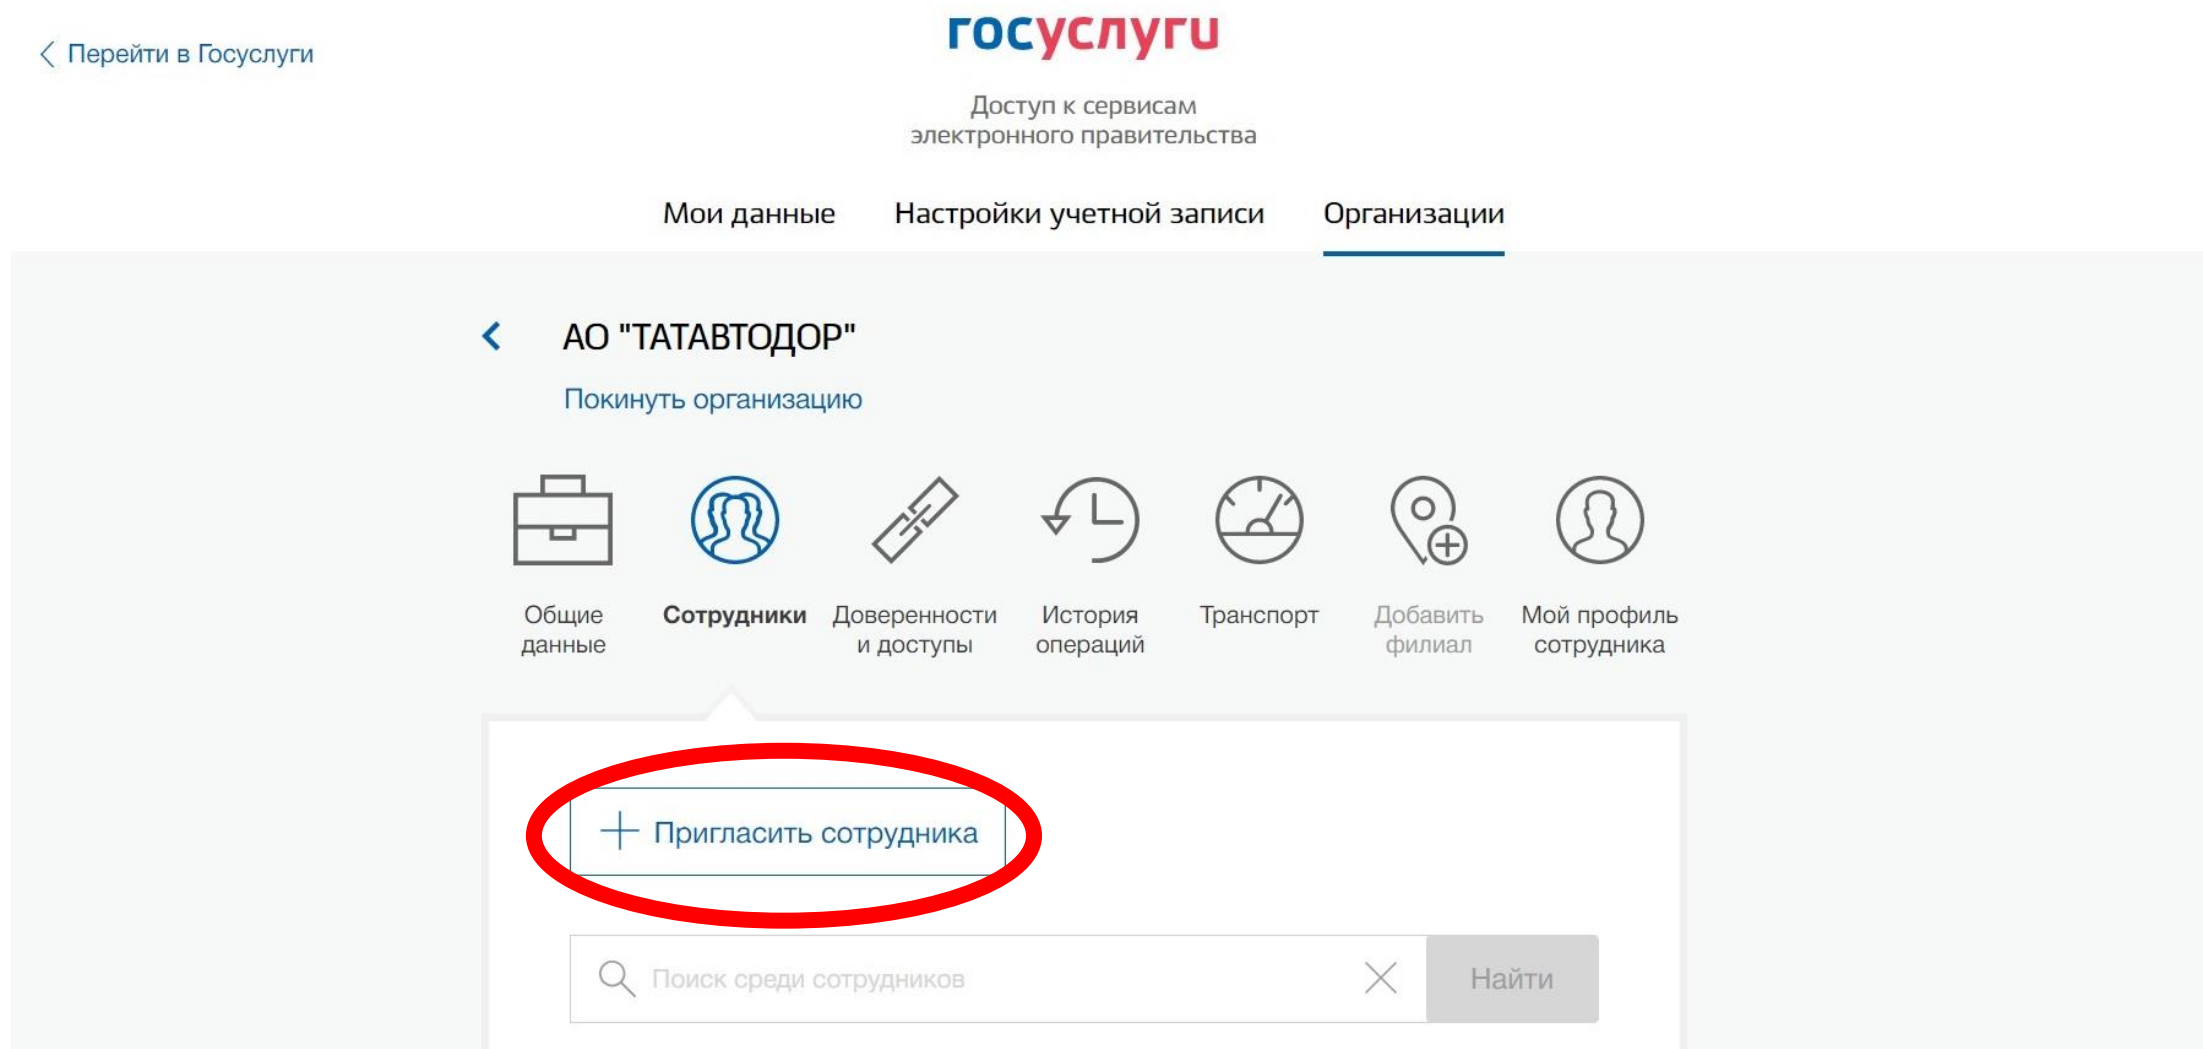 Перейти в Госуслуги
госуслуги
Доступ к сервисам
электронного правительства
Мои данные Настройки учетной записи Организации
АО "ТАТАВТОДОР"
Покинуть организацию
Общие данные
Сотрудники
Доверенности и доступы
История операций
Транспорт
Добавить филиал
Мой профиль сотрудника
Пригласить сотрудника
Поиск среди сотрудников Найти